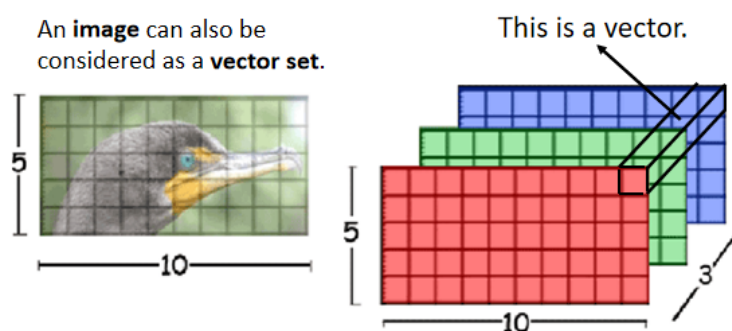 An image can also be
considered as a vector set.
This is a vector.
5
10
5
10
3